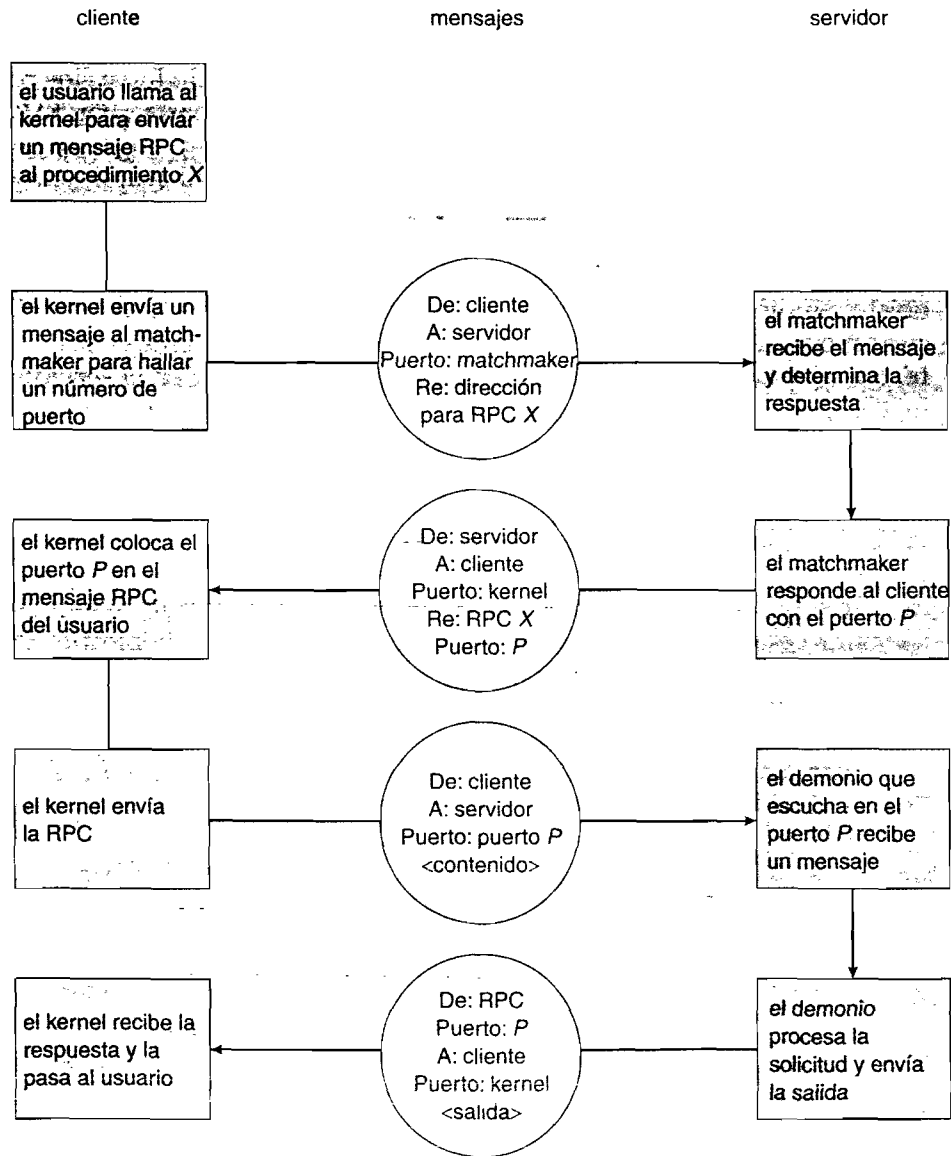 cliente
mensajes
servidor
el usuario llama al
kernel para enviar
un mensaje RPC
al procedimiento X
el kernel envía un
mensaje al match-
maker para hallar
un número de
puerto
De: cliente
A: servidor
Puerto: matchmaker
Re: dirección
para RPC X
el matchmaker
recibe el mensaje
y determina la
respuesta
el kernel coloca el
puerto P en el
mensaje RPC
del usuario
De: servidor
A: cliente
Puerto: kernel
Re: RPC X
Puerto: P
el matchmaker
responde al cliente
con el puerto P
el kernel envía
la RPC
De: cliente
A: servidor
Puerto: puerto P
<contenido>
el demonio que
escucha en el
puerto P recibe
un mensaje
el kernel recibe la
respuesta y la
pasa al usuario
De: RPC
Puerto: P
A: cliente
Puerto: kernel
<salida>
el demonio
procesa la
solicitud y envía
la salida